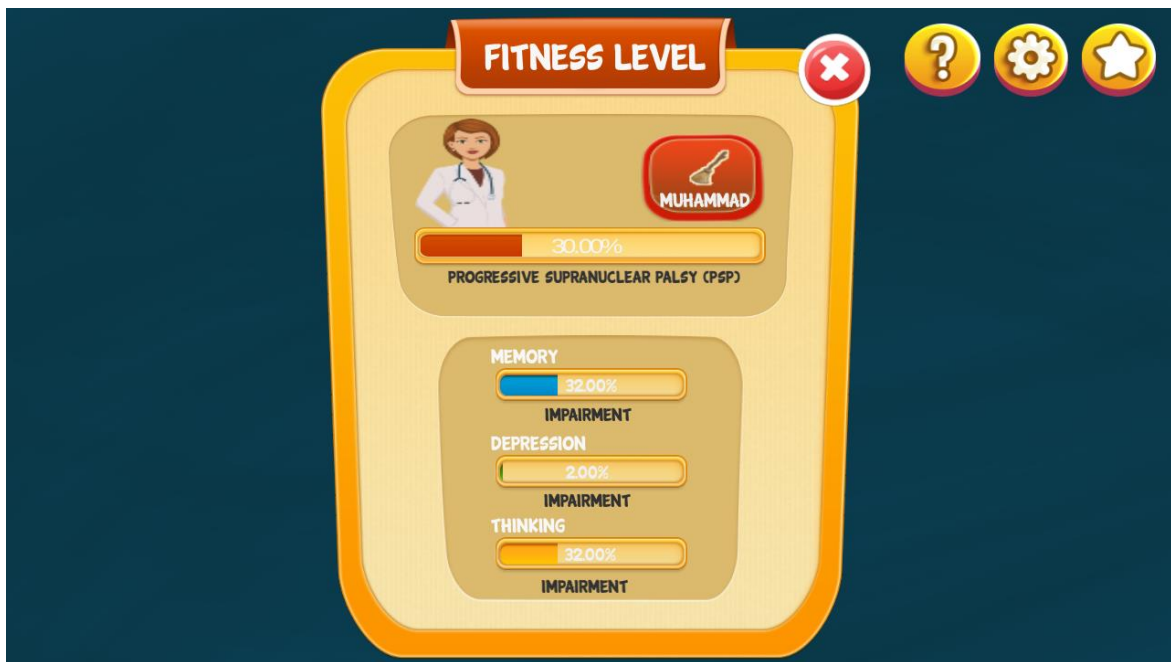 FITNESS LEVEL
?
MUHAMMAD
30.00%
PROGRESSIVE SUPRANUCLEAR PALSY (PSP)
MEMORY
32.00%
IMPAIRMENT
DEPRESSION
2.00%
IMPAIRMENT
THINKING
32.00%
IMPAIRMENT